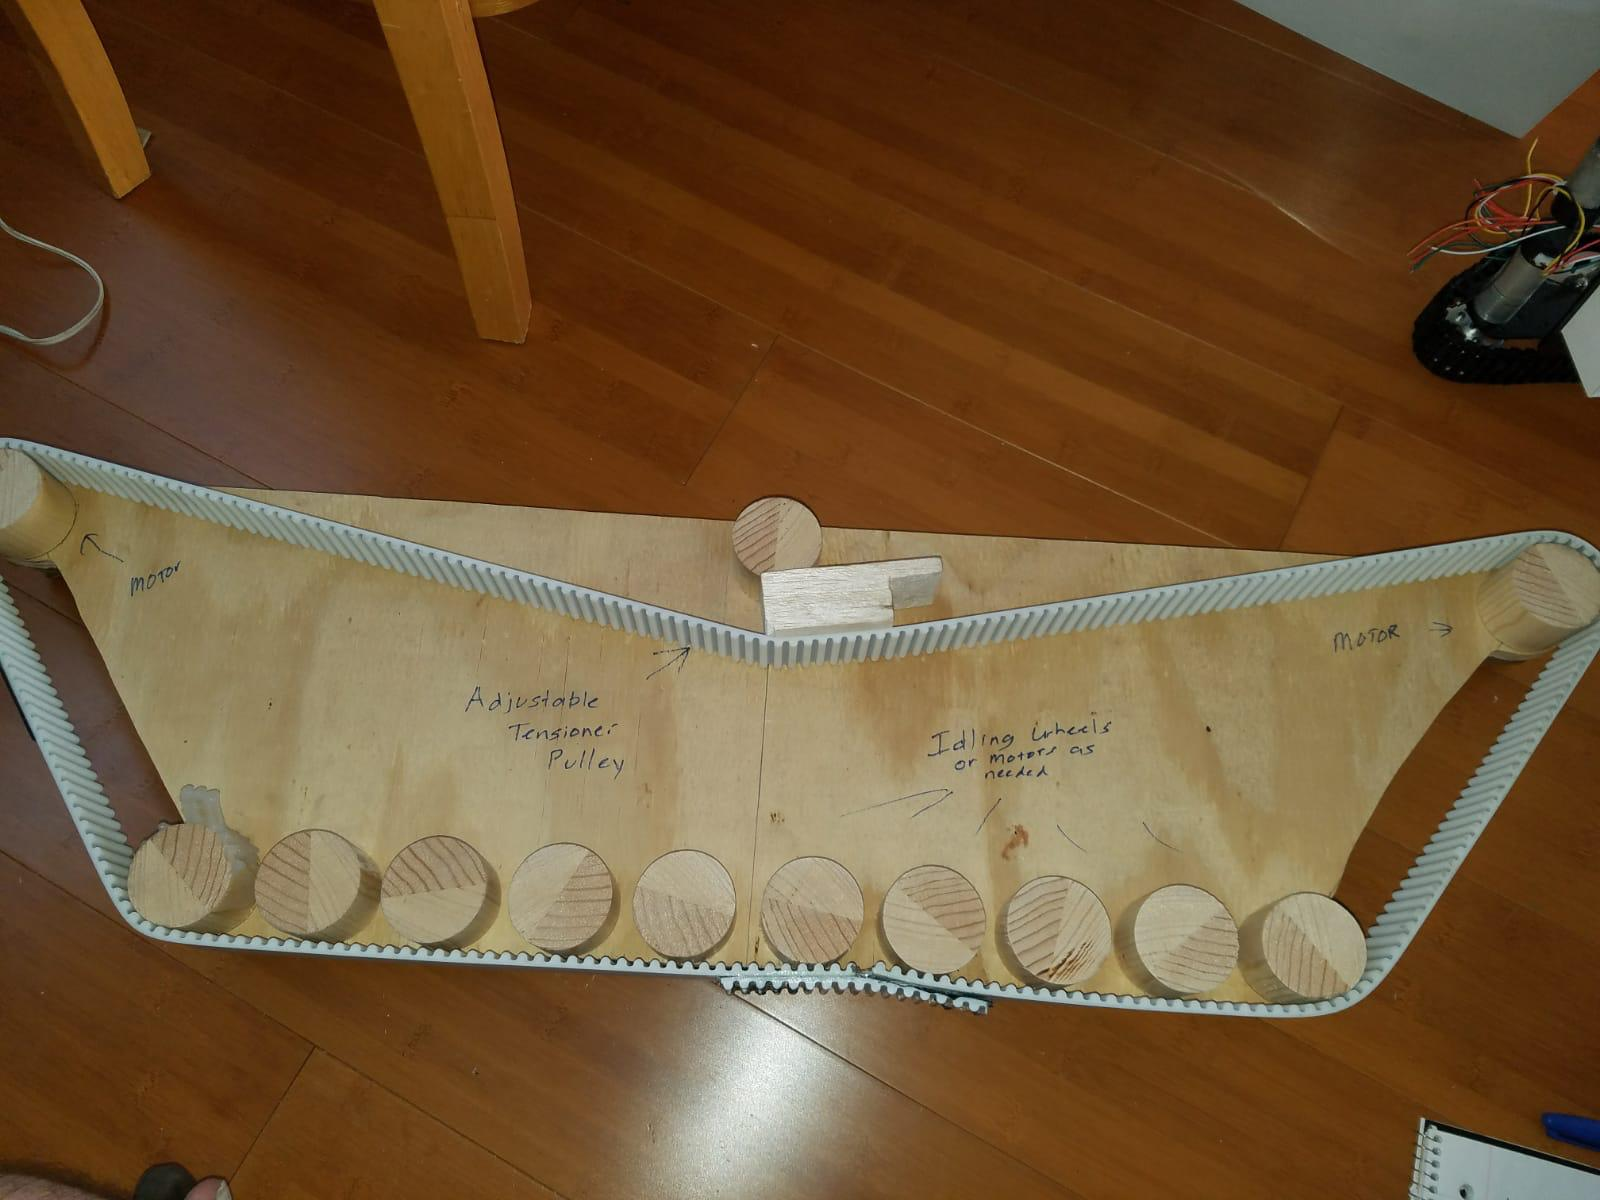 MOTOR
Adjustable
Tensioner
Pulley
MOTOR
Idling Wheels
or motors as
needed